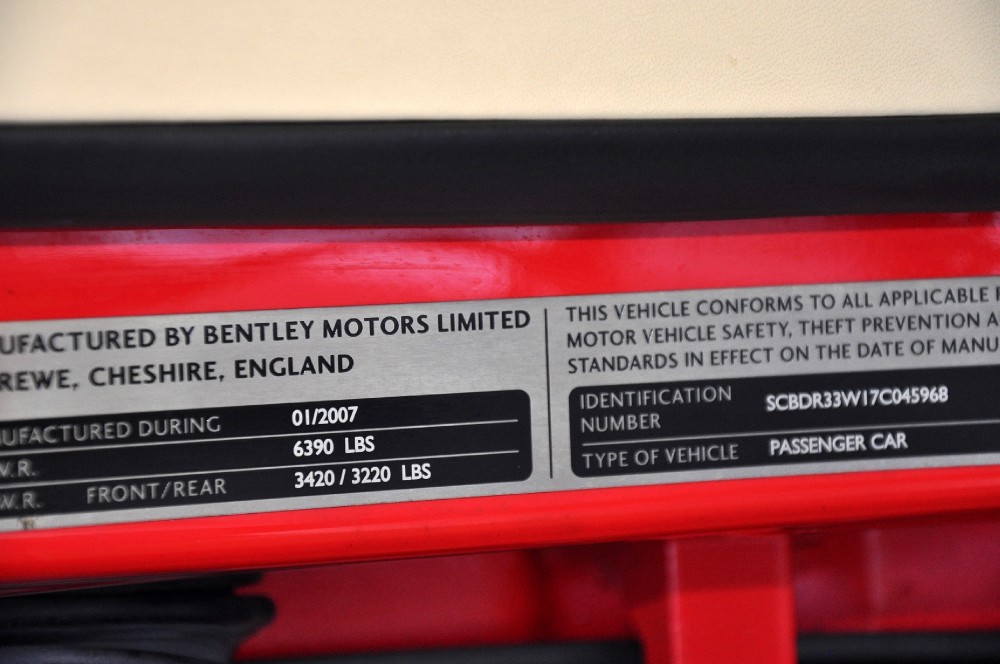 UFACTURED BY BENTLEY MOTORS LIMITED
REWE, CHESHIRE, ENGLAND
UFACTURED DURING 01/2007
W.R. 6390 LBS
W.R. FRONT/REAR 3420 / 3220 LBS
THIS VEHICLE CONFORMS TO ALL APPLICABLE F
MOTOR VEHICLE SAFETY, THEFT PREVENTION A
STANDARDS IN EFFECT ON THE DATE OF MANU
IDENTIFICATION
NUMBER SCBDR33W17C045968
TYPE OF VEHICLE PASSENGER CAR